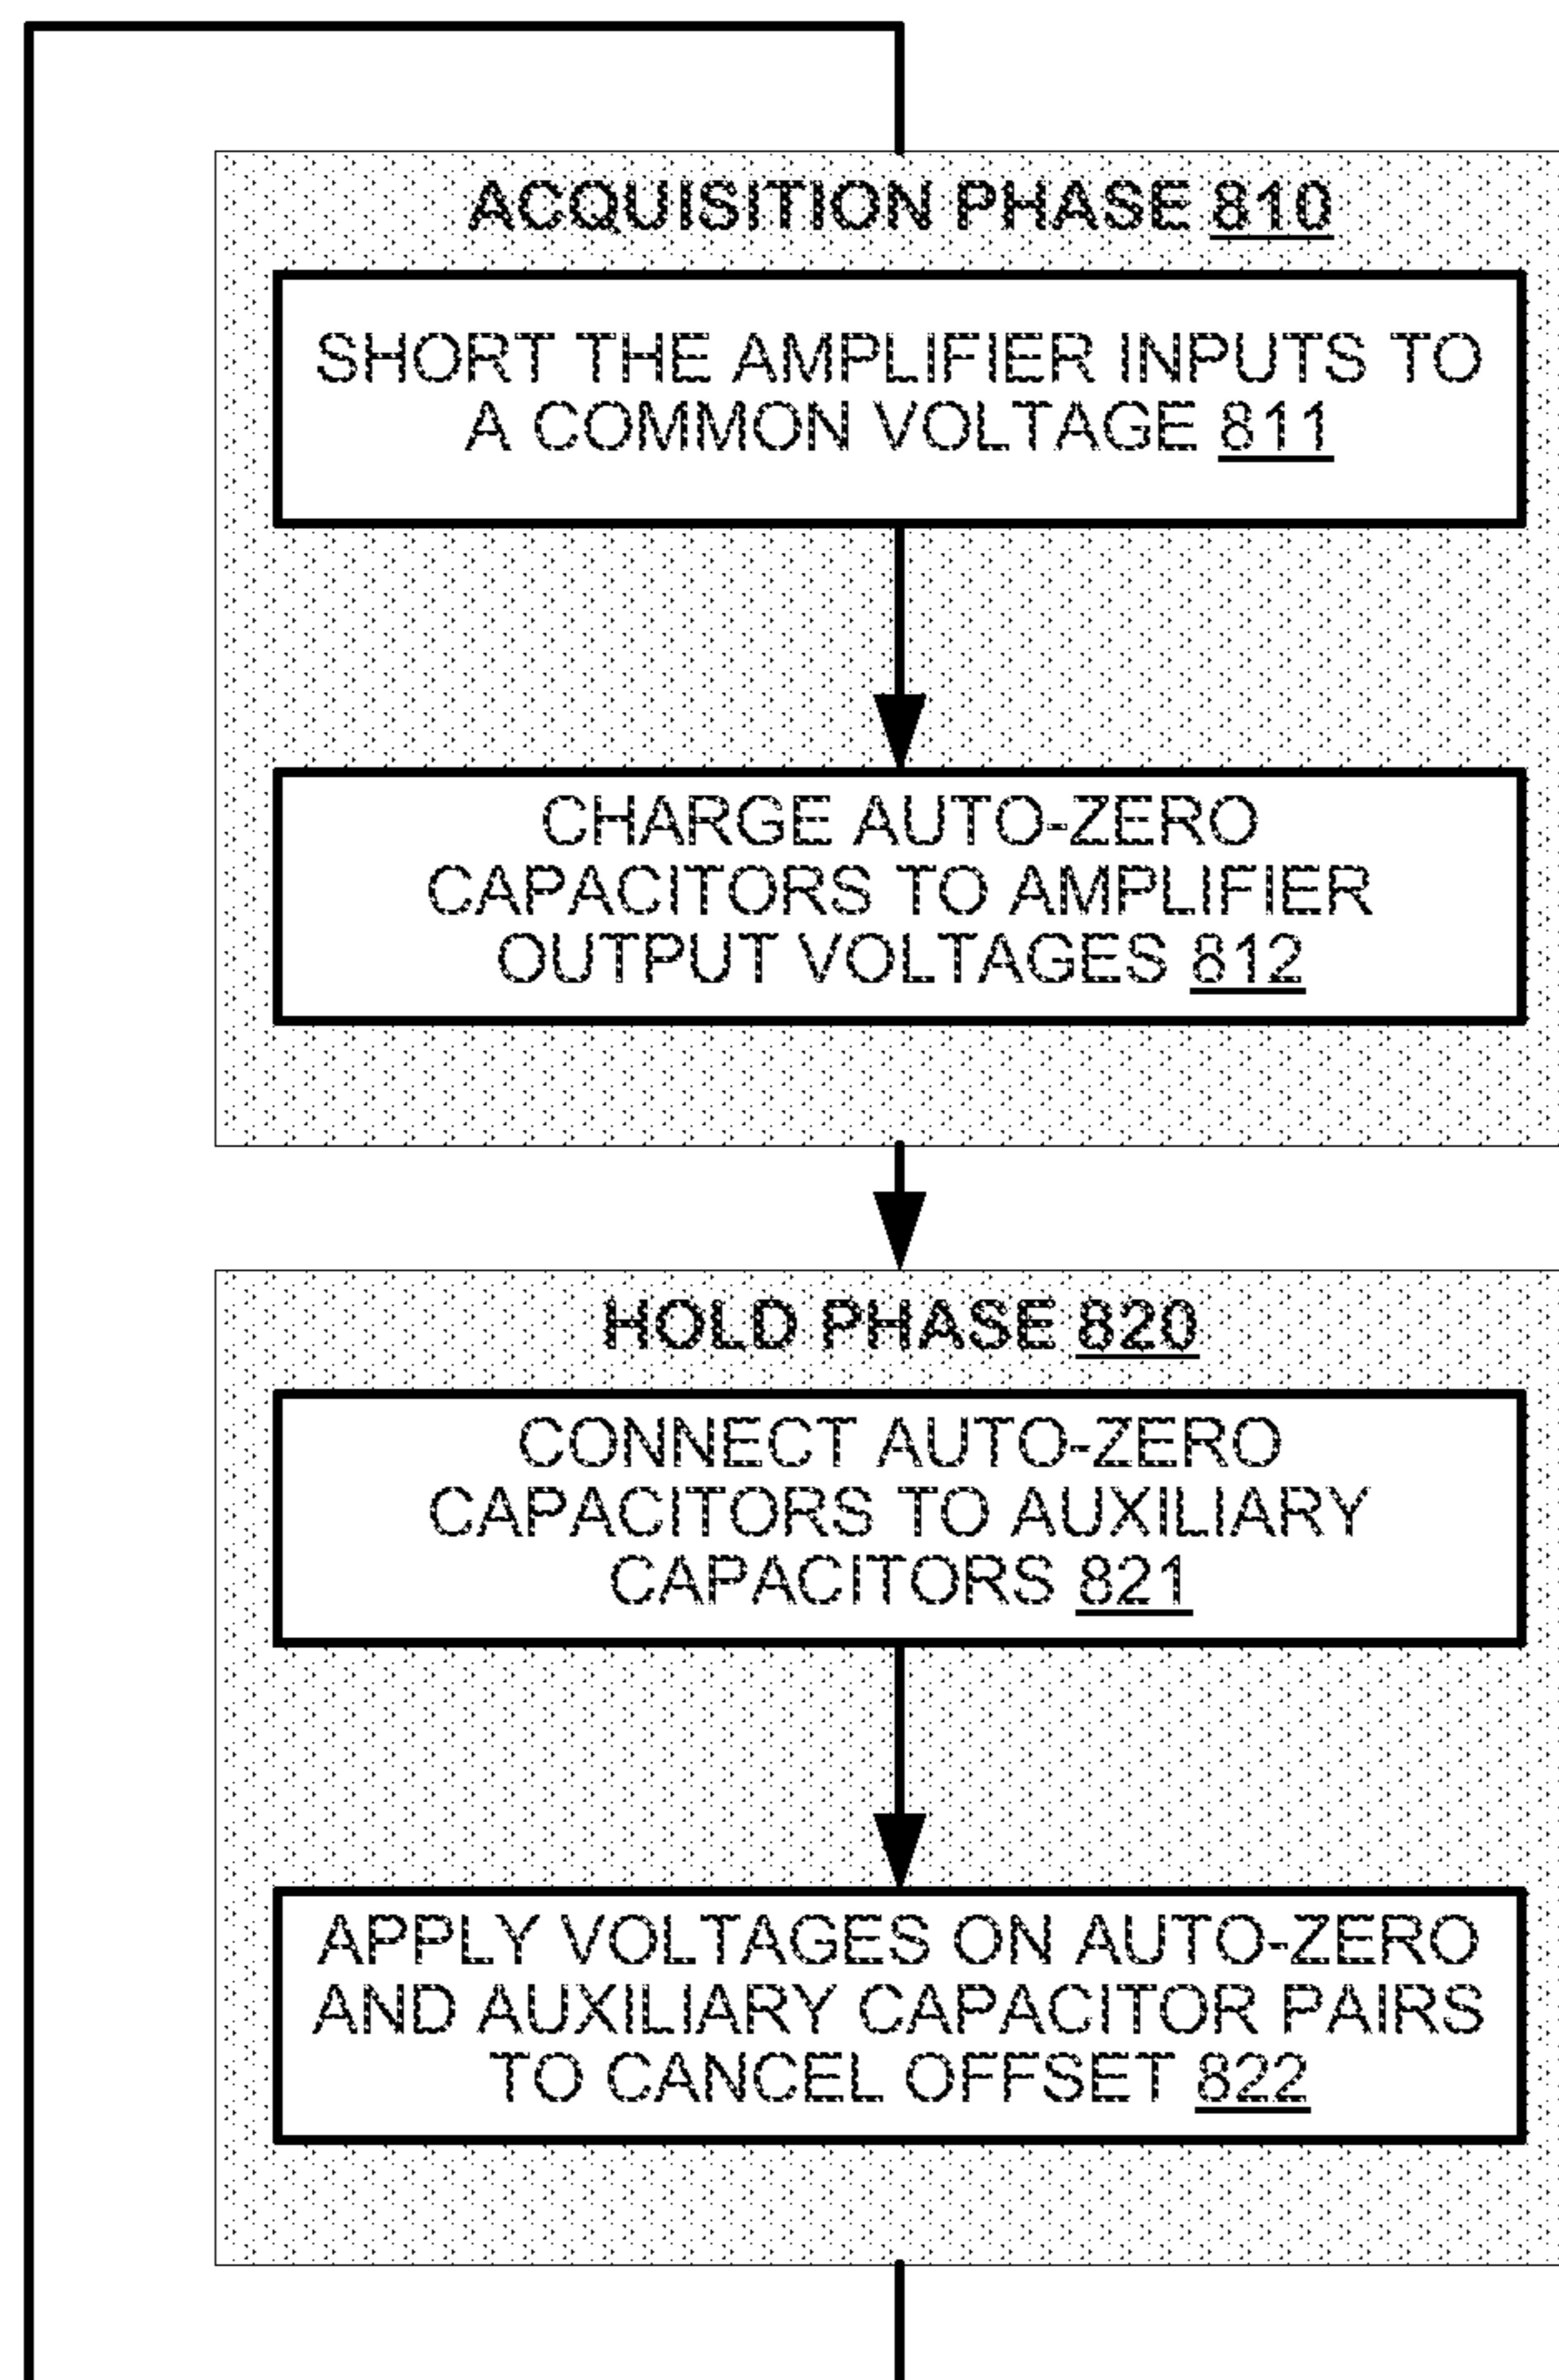 ACQUISITION PHASE 810
SHORT THE AMPLIFIER INPUTS TO
A COMMON VOLTAGE 811
CHARGE AUTO-ZERO
CAPACITORS TO AMPLIFIER
OUTPUT VOLTAGES 812
HOLD PHASE 820
CONNECT AUTO-ZERO
CAPACITORS TO AUXILIARY
CAPACITORS 821
APPLY VOLTAGES ON AUTO-ZERO
AND AUXILIARY CAPACITOR PAIRS
TO CANCEL OFFSET 822